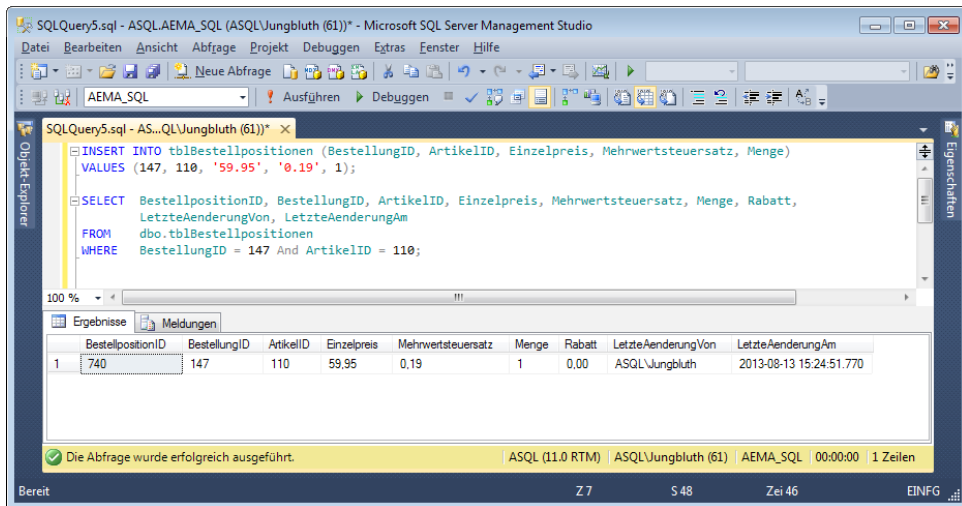 SQLQuery5.sql - ASQL.AEMA_SQL (ASQL\Jungbluth (61))* - Microsoft SQL Server Management Studio
Datei Bearbeiten Ansicht Abfrage Projekt Debuggen Extras Fenster Hilfe
Neue Abfrage
AEMA_SQL Ausführen Debuggen
SQLQuery5.sql - AS...QL\Jungbluth (61))*
Objekt-Explorer
Eigenschaften
INSERT INTO tblBestellpositionen (BestellungID, ArtikelID, Einzelpreis, Mehrwertsteuersatz, Menge)
VALUES (147, 110, '59.95', '0.19', 1);
SELECT BestellpositionID, BestellungID, ArtikelID, Einzelpreis, Mehrwertsteuersatz, Menge, Rabatt,
LetzteAenderungVon, LetzteAenderungAm
FROM dbo.tblBestellpositionen
WHERE BestellungID = 147 And ArtikelID = 110;
100 %
Ergebnisse Meldungen
BestellpositionID BestellungID ArtikelID Einzelpreis Mehrwertsteuersatz Menge Rabatt LetzteAenderungVon LetzteAenderungAm
1 740 147 110 59,95 0,19 1 0,00 ASQL\Jungbluth 2013-08-13 15:24:51.770
Die Abfrage wurde erfolgreich ausgeführt. ASQL (11.0 RTM) ASQL\Jungbluth (61) AEMA_SQL 00:00:00 1 Zeilen
Bereit Z 7 S 48 Zei 46 EINFG